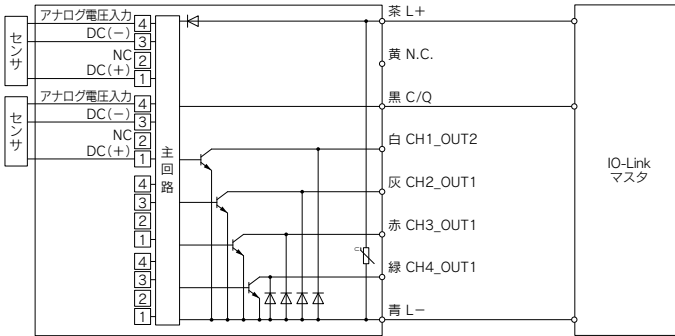 センサ
アナログ電圧入力 4
DC(−) 3
NC 2
DC(+) 1
センサ
アナログ電圧入力 4
DC(−) 3
NC 2
DC(+) 1
4
3
2
1
4
3
2
1
主回路
茶 L+
黄 N.C.
黒 C/Q
白 CH1_OUT2
灰 CH2_OUT1
赤 CH3_OUT1
緑 CH4_OUT1
青 L−
IO-Link
マスタ